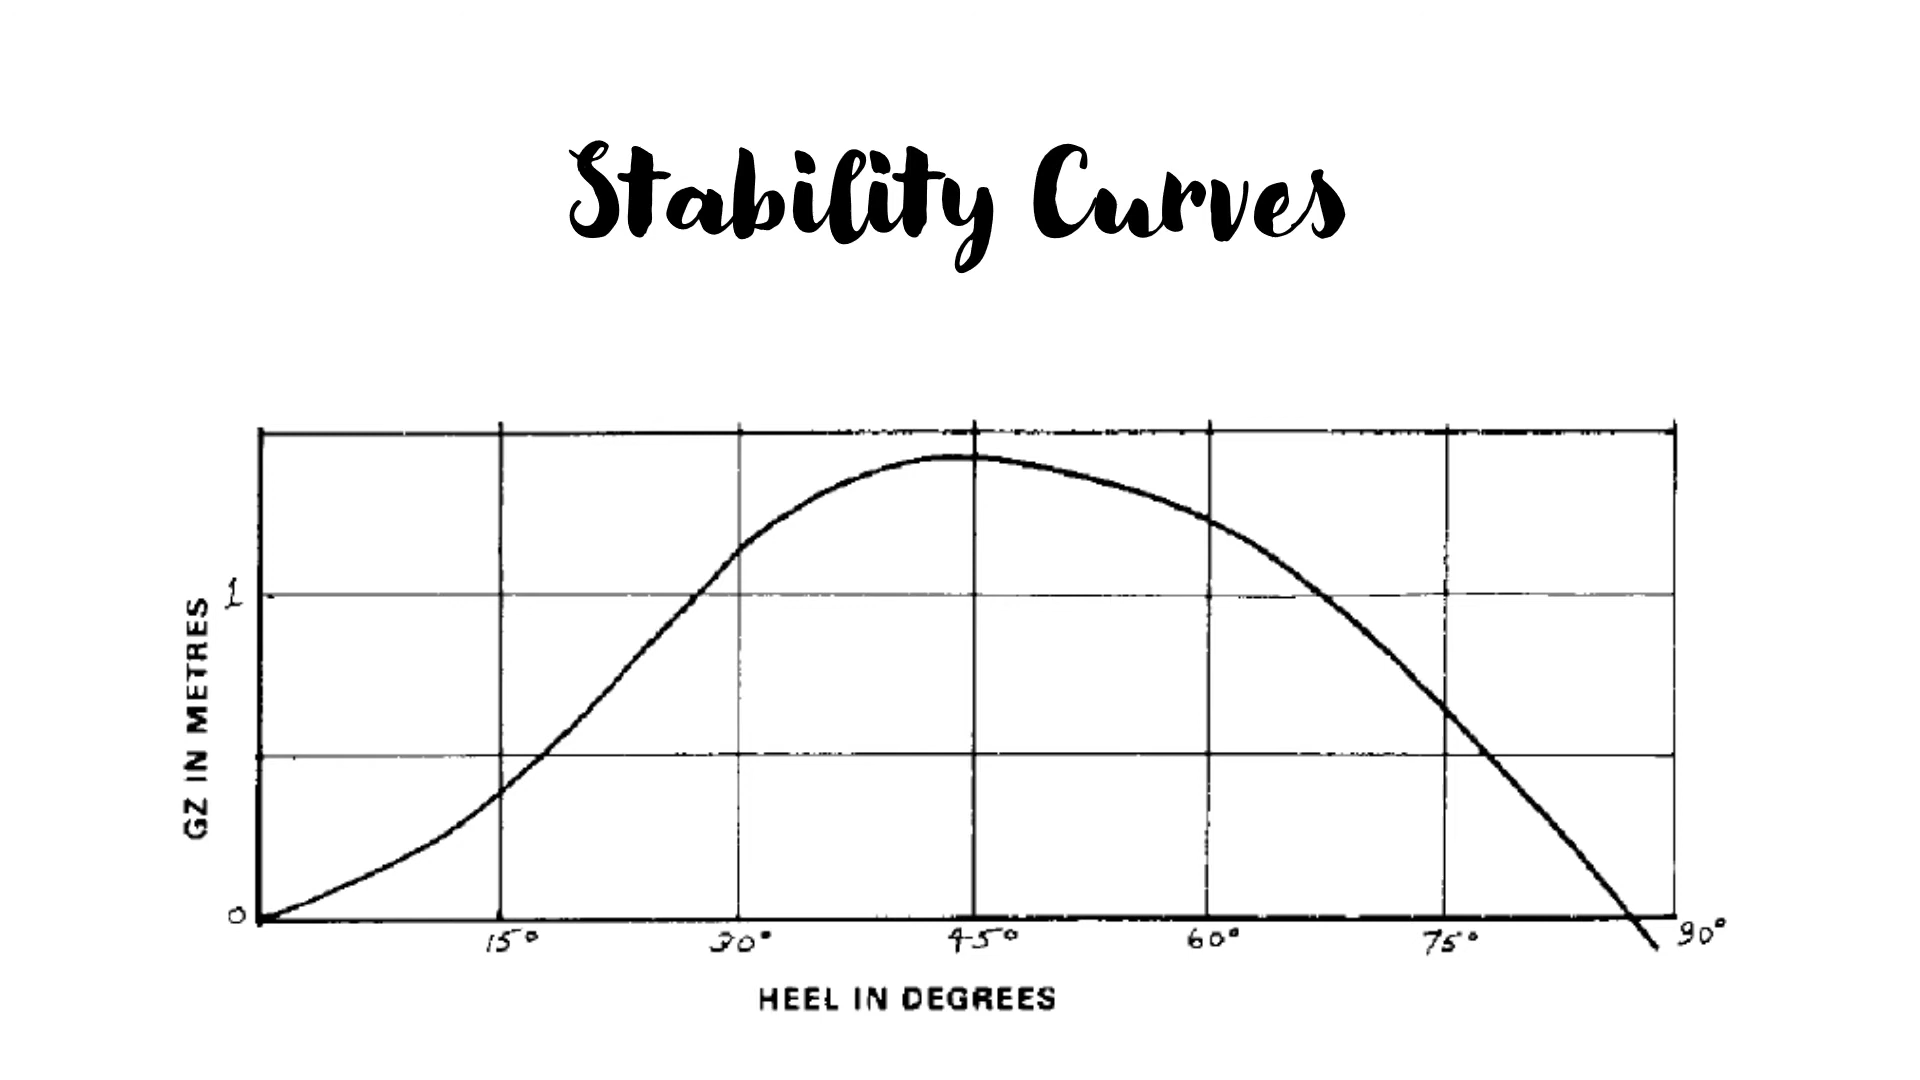 Stability Curves
GZ IN METRES
1
0
15°
30°
45°
60°
75°
90°
HEEL IN DEGREES